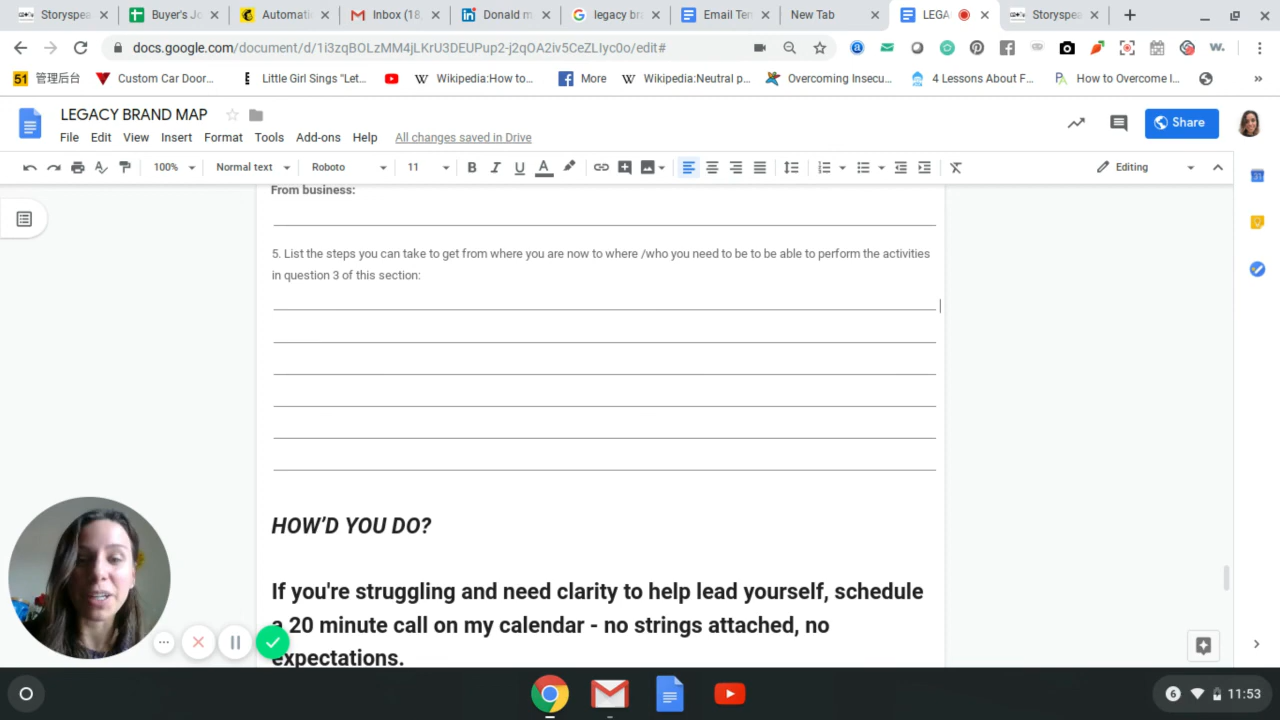 Storyspea
Buyer's Jo
Automatio
Inbox (18,
Donald m
legacy bra
Email Ten
New Tab
LEGA
Storyspea
docs.google.com/document/d/1i3zqBOLzMM4jLKrU3DEUPup2-j2qOA2iv5CeZLIyc0o/edit#
51 管理后台
Custom Car Door...
Little Girl Sings "Let...
Wikipedia:How to...
More
Wikipedia:Neutral p...
Overcoming Insecu...
4 Lessons About F...
How to Overcome I...
»
LEGACY BRAND MAP
File Edit View Insert Format Tools Add-ons Help All changes saved in Drive
Share
100% Normal text Roboto 11 B I U A Editing
From business:
5. List the steps you can take to get from where you are now to where /who you need to be to be able to perform the activities
in question 3 of this section:
HOW'D YOU DO?
If you're struggling and need clarity to help lead yourself, schedule
a 20 minute call on my calendar - no strings attached, no
expectations.
6 11:53